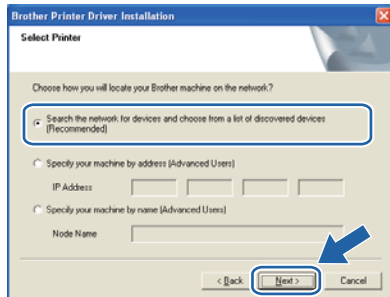 Brother Printer Driver Installation
Select Printer
Choose how you will locate your Brother machine on the network?
Search the network for devices and choose from a list of discovered devices
(Recommended)
Specify your machine by address (Advanced Users)
IP Address
Specify your machine by name (Advanced Users)
Node Name
< Back Next > Cancel